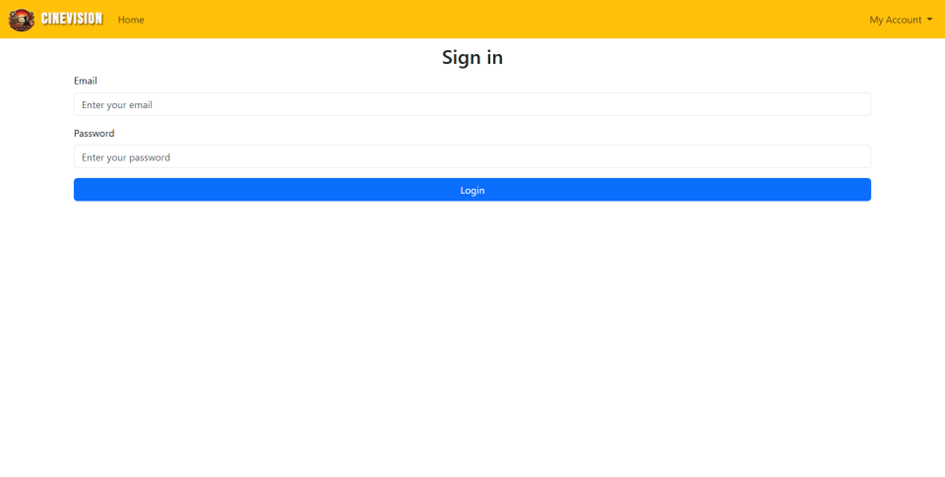 CINEVISION Home My Account
Sign in
Email
Enter your email
Password
Enter your password
Login